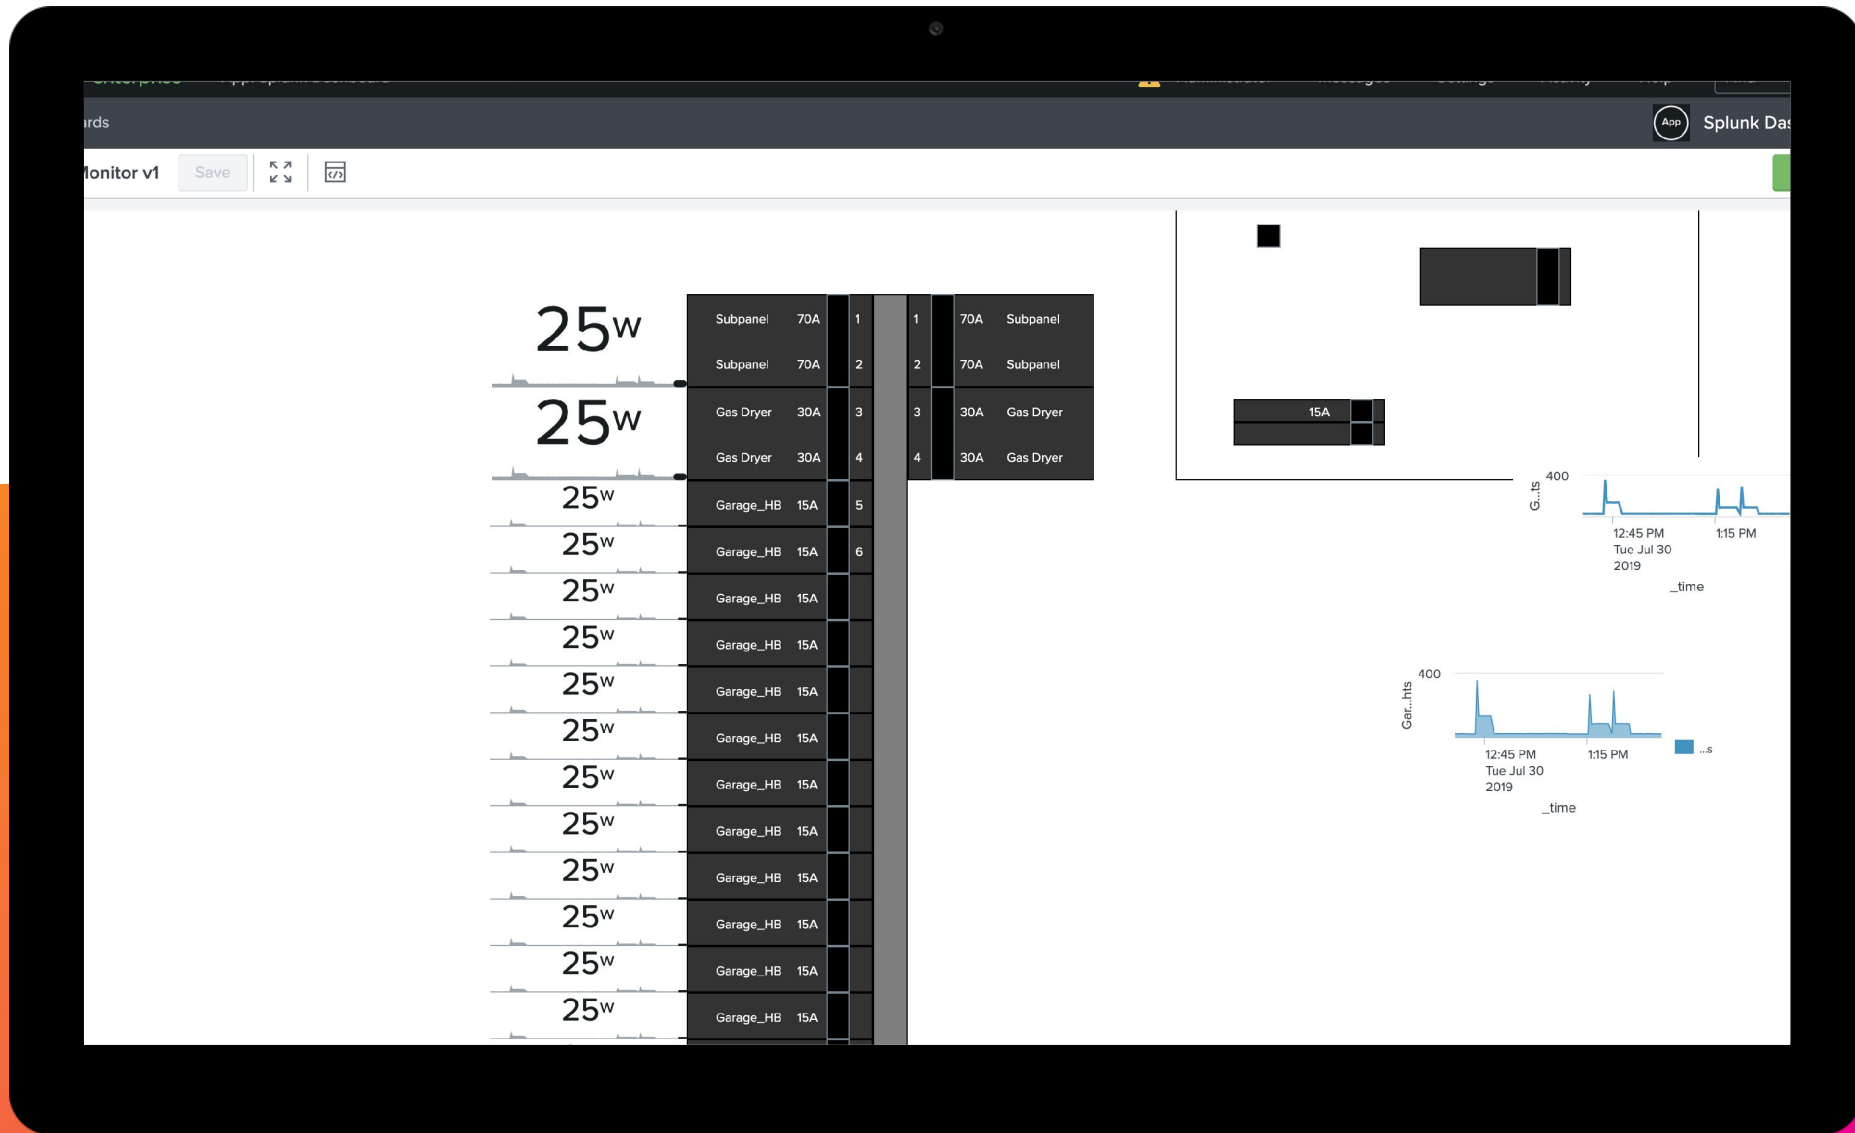 App
Splunk Das
Monitor v1
Save
25w
Subpanel 70A 1
1 70A Subpanel
Subpanel 70A 2
2 70A Subpanel
25w
Gas Dryer 30A 3
3 30A Gas Dryer
Gas Dryer 30A 4
4 30A Gas Dryer
25w
Garage_HB 15A 5
25w
Garage_HB 15A 6
25w
Garage_HB 15A
25w
Garage_HB 15A
25w
Garage_HB 15A
25w
Garage_HB 15A
25w
Garage_HB 15A
25w
Garage_HB 15A
25w
Garage_HB 15A
25w
Garage_HB 15A
25w
Garage_HB 15A
25w
Garage_HB 15A
15A
400
G...ts
12:45 PM
1:15 PM
Tue Jul 30
2019
_time
400
Gar...hts
12:45 PM
1:15 PM
Tue Jul 30
2019
_time
...s